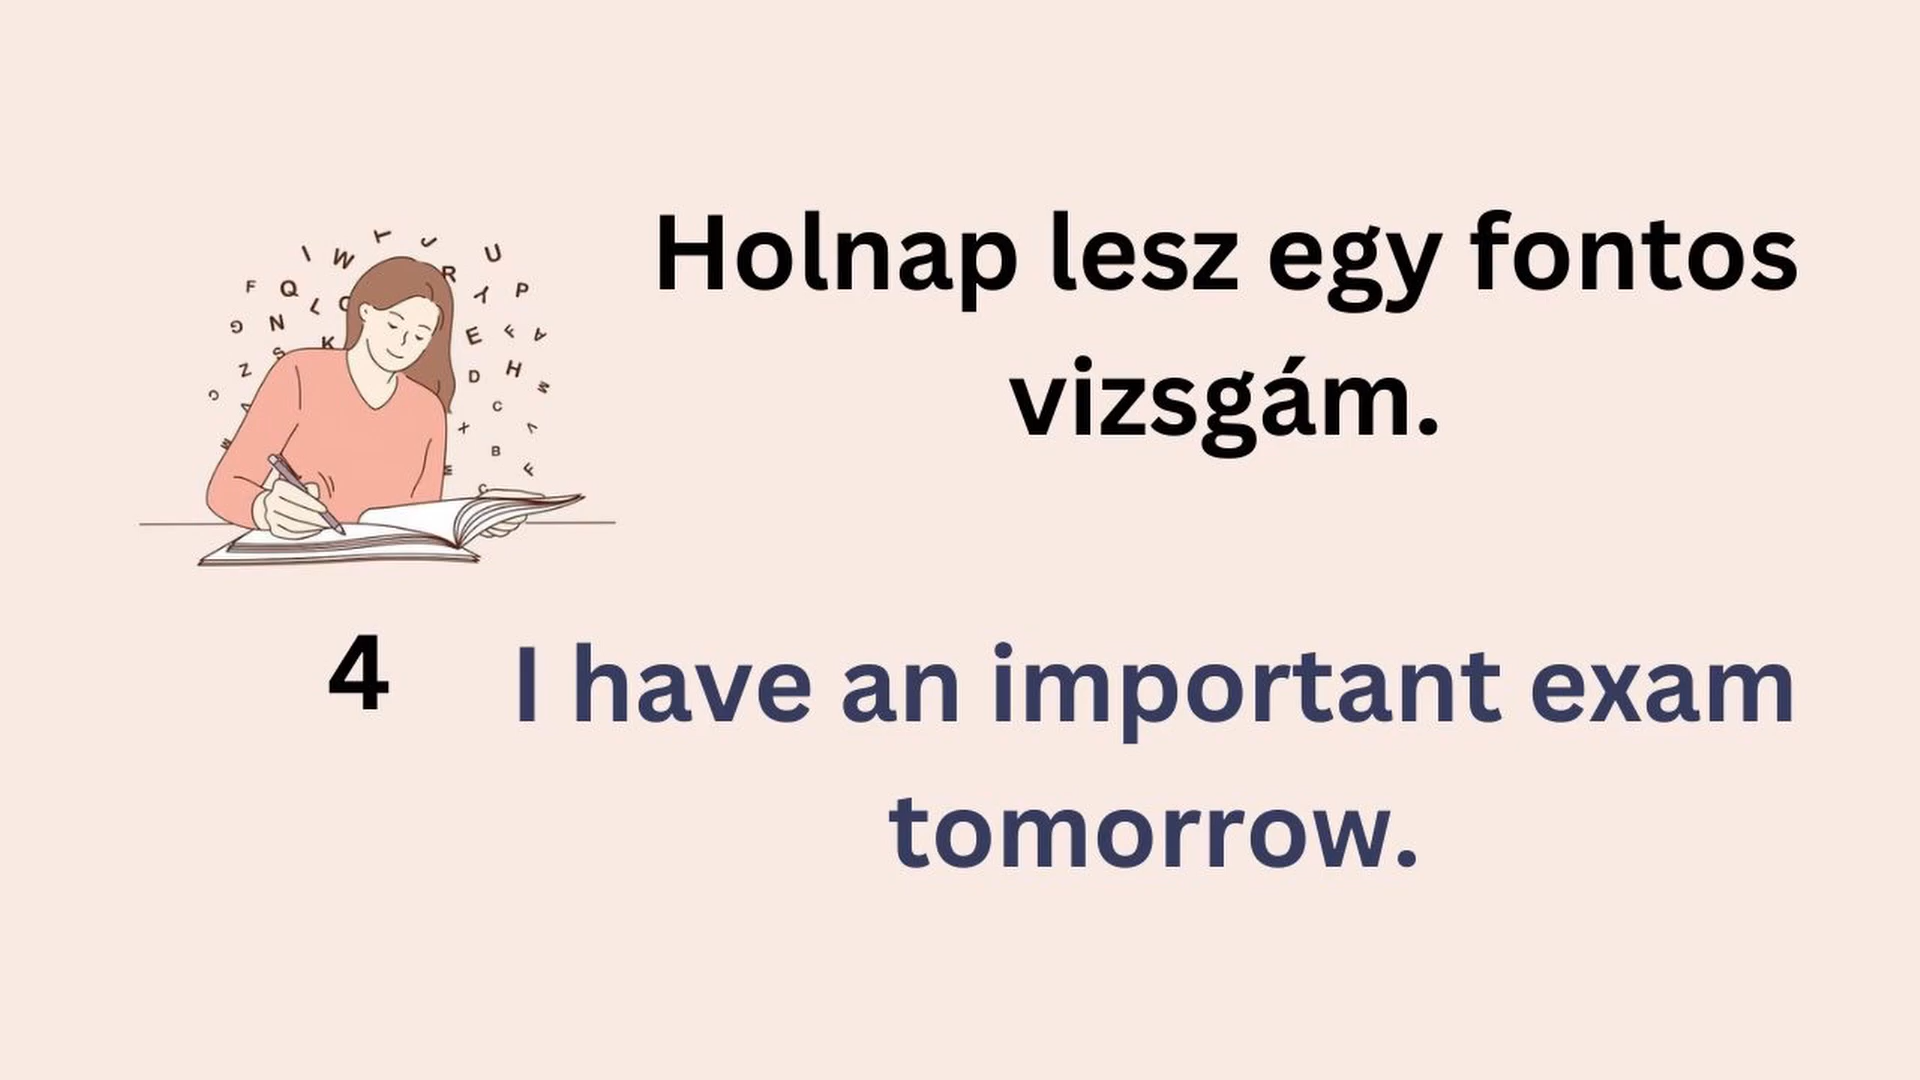 Holnap lesz egy fontos
vizsgám.
4
I have an important exam
tomorrow.